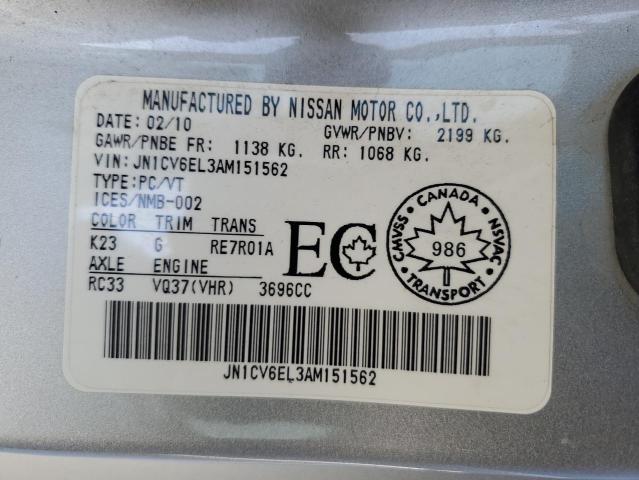 MANUFACTURED BY NISSAN MOTOR CO.,LTD.
DATE: 02/10 GVWR/PNBV: 2199 KG.
GAWR/PNBE FR: 1138 KG. RR: 1068 KG.
VIN: JN1CV6EL3AM151562
TYPE:PC/VT
ICES/NMB-002
COLOR TRIM TRANS
K23 G RE7R01A
AXLE ENGINE
RC33 VQ37(VHR) 3696CC
EC
CANADA
CMVSS
NSVAC
986
TRANSPORT
JN1CV6EL3AM151562